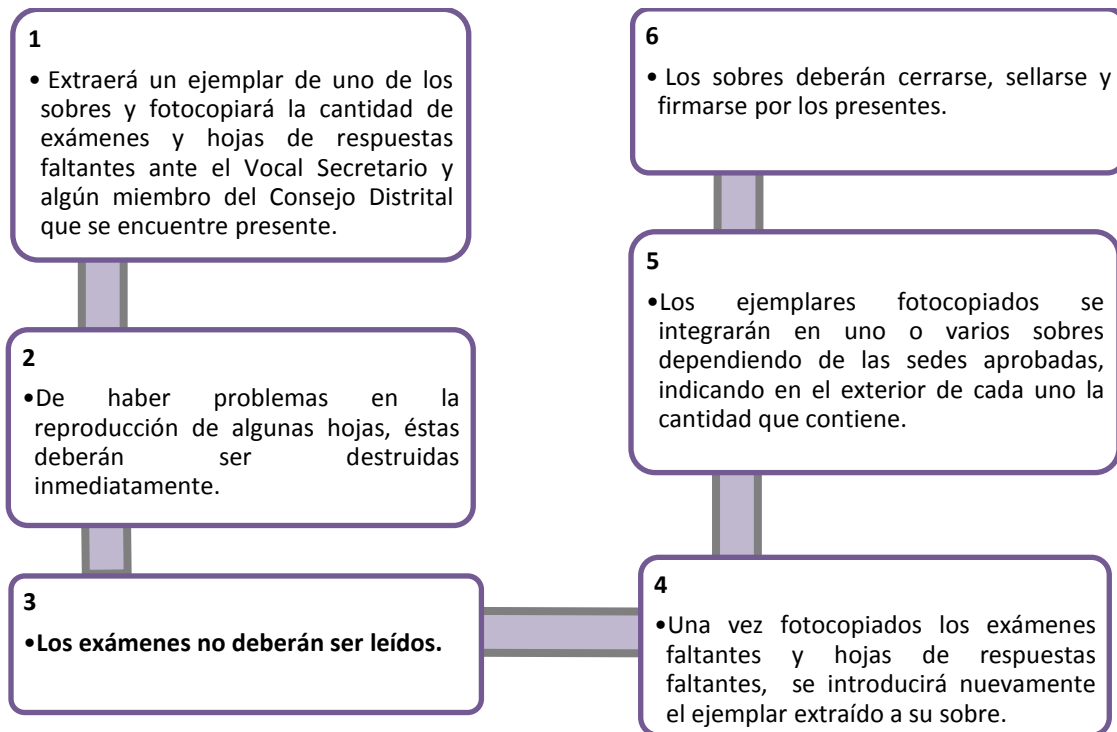 1
• Extraerá un ejemplar de uno de los
sobres y fotocopiará la cantidad de
exámenes y hojas de respuestas
faltantes ante el Vocal Secretario y
algún miembro del Consejo Distrital
que se encuentre presente.
2
•De haber problemas en la
reproducción de algunas hojas, éstas
deberán ser destruidas
inmediatamente.
3
•Los exámenes no deberán ser leídos.
4
•Una vez fotocopiados los exámenes
faltantes y hojas de respuestas
faltantes, se introducirá nuevamente
el ejemplar extraído a su sobre.
5
•Los ejemplares fotocopiados se
integrarán en uno o varios sobres
dependiendo de las sedes aprobadas,
indicando en el exterior de cada uno la
cantidad que contiene.
6
• Los sobres deberán cerrarse, sellarse y
firmarse por los presentes.